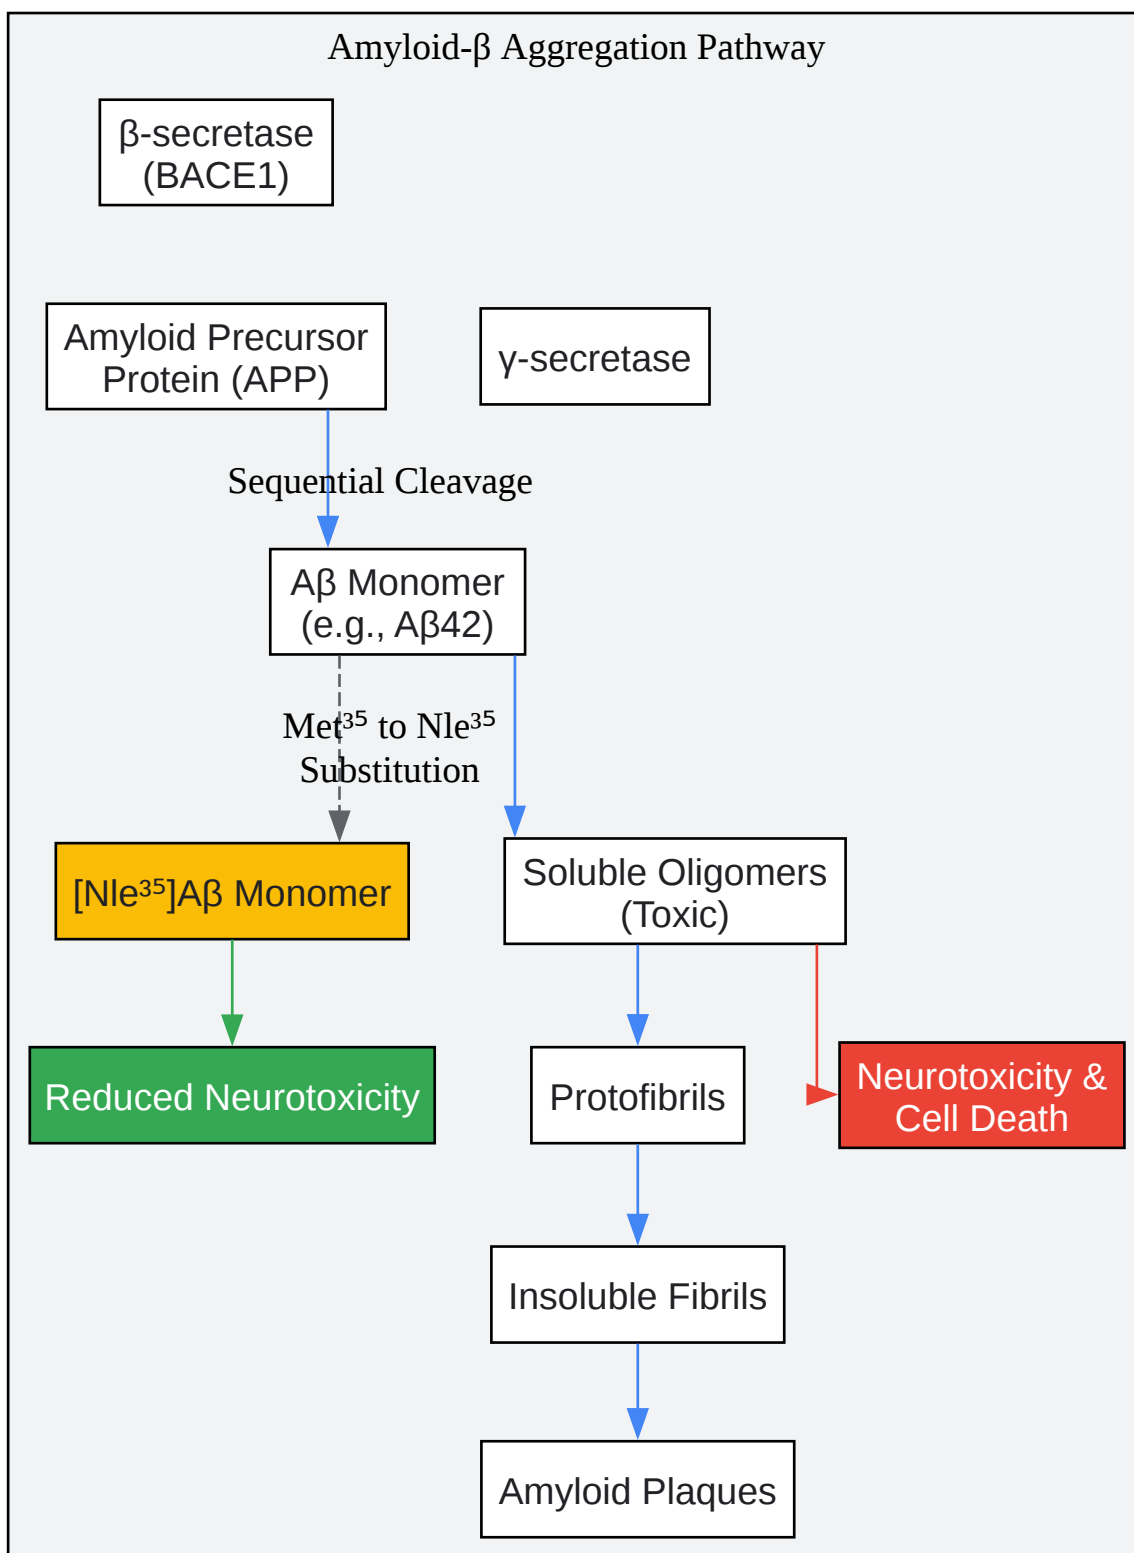 Amyloid-β Aggregation Pathway
β-secretase
(BACE1)
Amyloid Precursor
Protein (APP)
γ-secretase
Sequential Cleavage
Aβ Monomer
(e.g., Aβ42)
Met³⁵ to Nle³⁵
Substitution
[Nle³⁵]Aβ Monomer
Soluble Oligomers
(Toxic)
Reduced Neurotoxicity
Protofibrils
Neurotoxicity &
Cell Death
Insoluble Fibrils
Amyloid Plaques